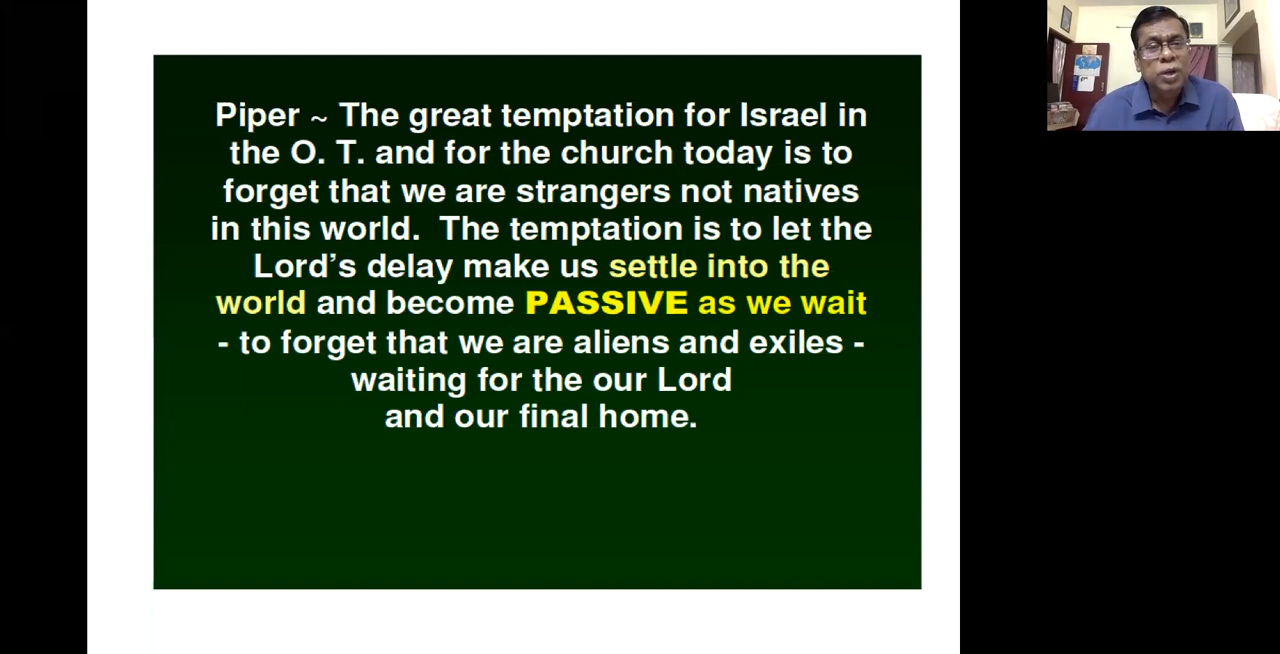 Piper ~ The great temptation for Israel in
the O. T. and for the church today is to
forget that we are strangers not natives
in this world.  The temptation is to let the
Lord’s delay make us settle into the
world and become PASSIVE as we wait
- to forget that we are aliens and exiles -
waiting for the our Lord
and our final home.